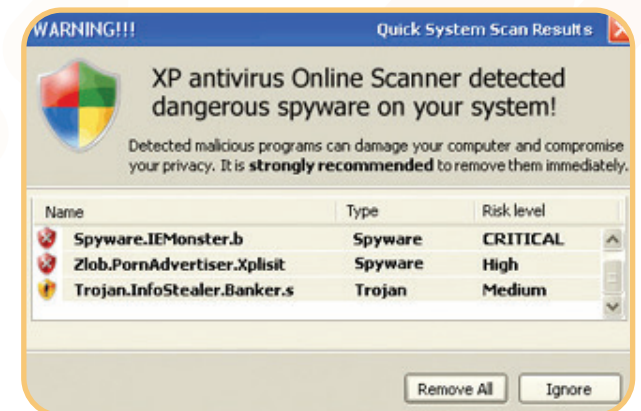 WARNING!!! Quick System Scan Results
XP antivirus Online Scanner detected
dangerous spyware on your system!
Detected malicious programs can damage your computer and compromise
your privacy. It is strongly recommended to remove them immediately.
Name Type Risk level
Spyware.IEMonster.b Spyware CRITICAL
Zlob.PornAdvertiser.Xplisit Spyware High
Trojan.InfoStealer.Banker.s Trojan Medium
Remove All Ignore